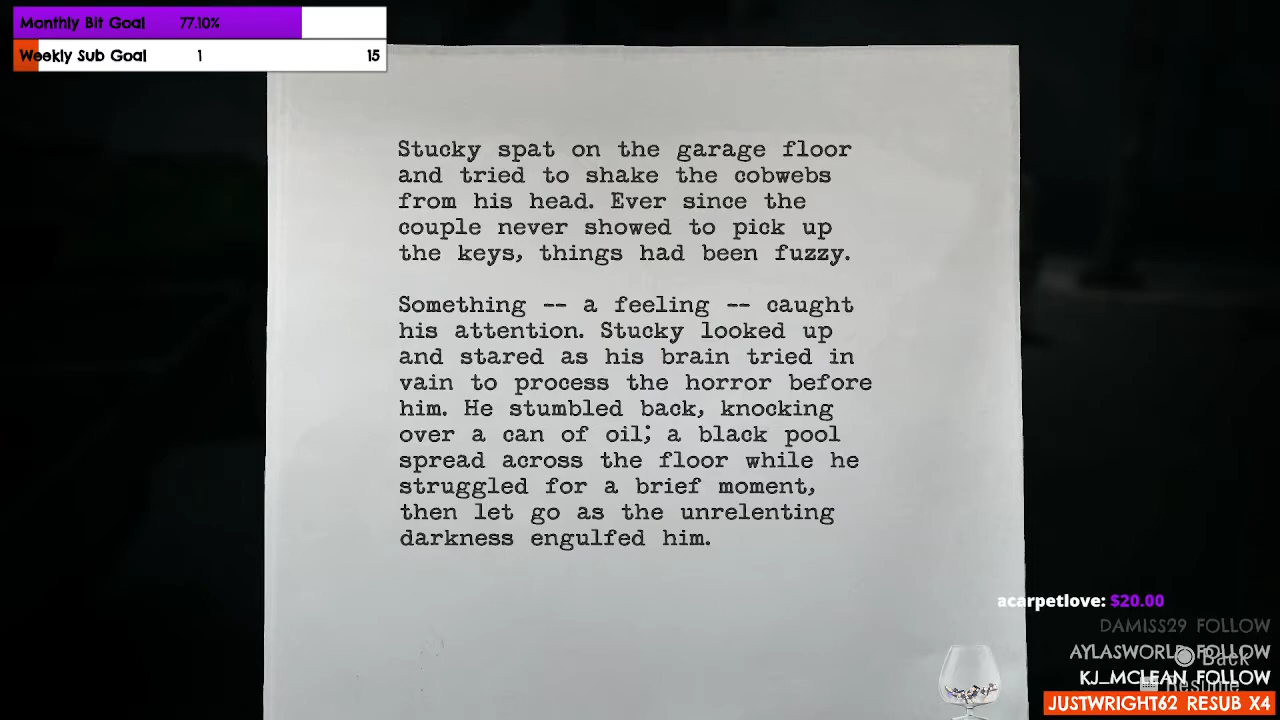 Monthly Bit Goal 77.10%
Weekly Sub Goal 1 15
Stucky spat on the garage floor
and tried to shake the cobwebs
from his head. Ever since the
couple never showed to pick up
the keys, things had been fuzzy.
Something -- a feeling -- caught
his attention. Stucky looked up
and stared as his brain tried in
vain to process the horror before
him. He stumbled back, knocking
over a can of oil; a black pool
spread across the floor while he
struggled for a brief moment,
then let go as the unrelenting
darkness engulfed him.
acarpetlove: $20.00
DAMISS29 FOLLOW
AYLASWORLD FOLLOW
Back
KJ_MCLEAN FOLLOW
Resume
JUSTWRIGHT62 RESUB X4